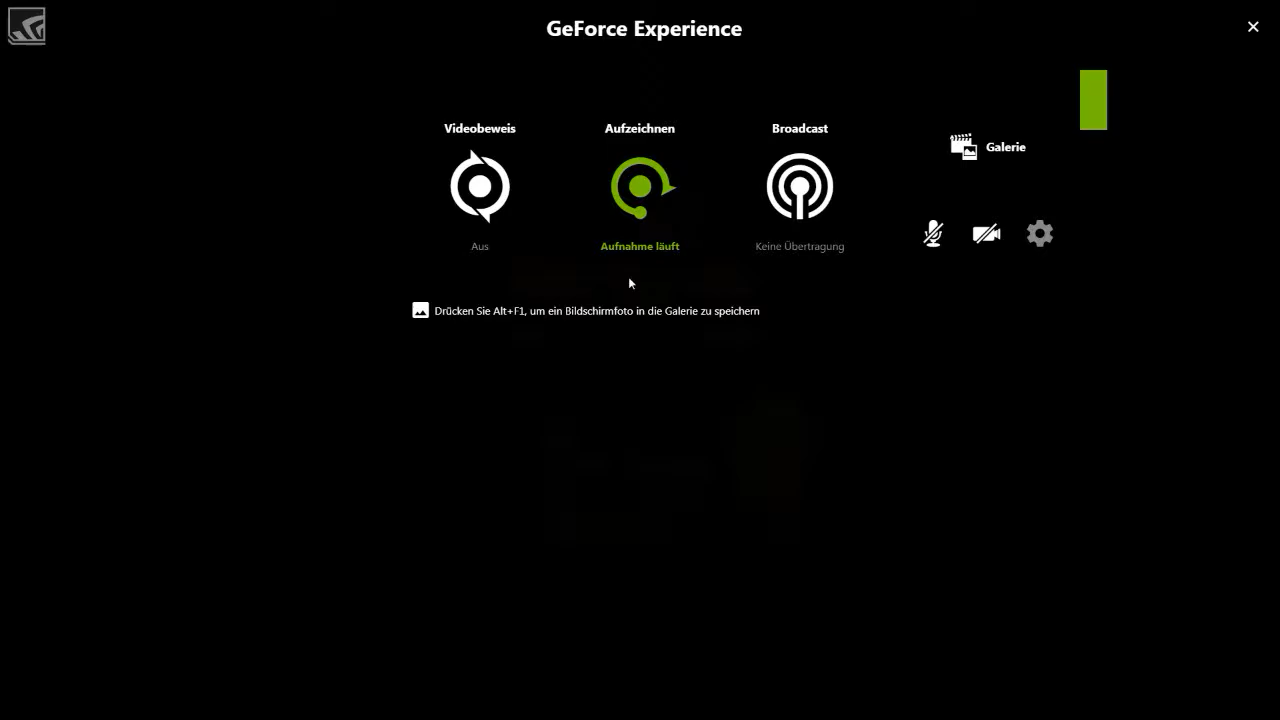 GeForce Experience
Videobeweis
Aufzeichnen
Broadcast
Galerie
Aus
Aufnahme läuft
Keine Übertragung
Drücken Sie Alt+F1, um ein Bildschirmfoto in die Galerie zu speichern